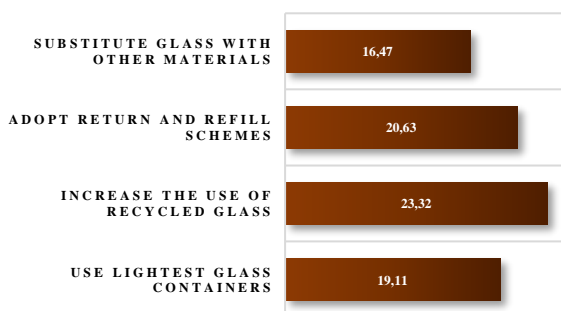 SUBSTITUTE GLASS WITH
OTHER MATERIALS
16,47
ADOPT RETURN AND REFILL
SCHEMES
20,63
INCREASE THE USE OF
RECYCLED GLASS
23,32
USE LIGHTEST GLASS
CONTAINERS
19,11